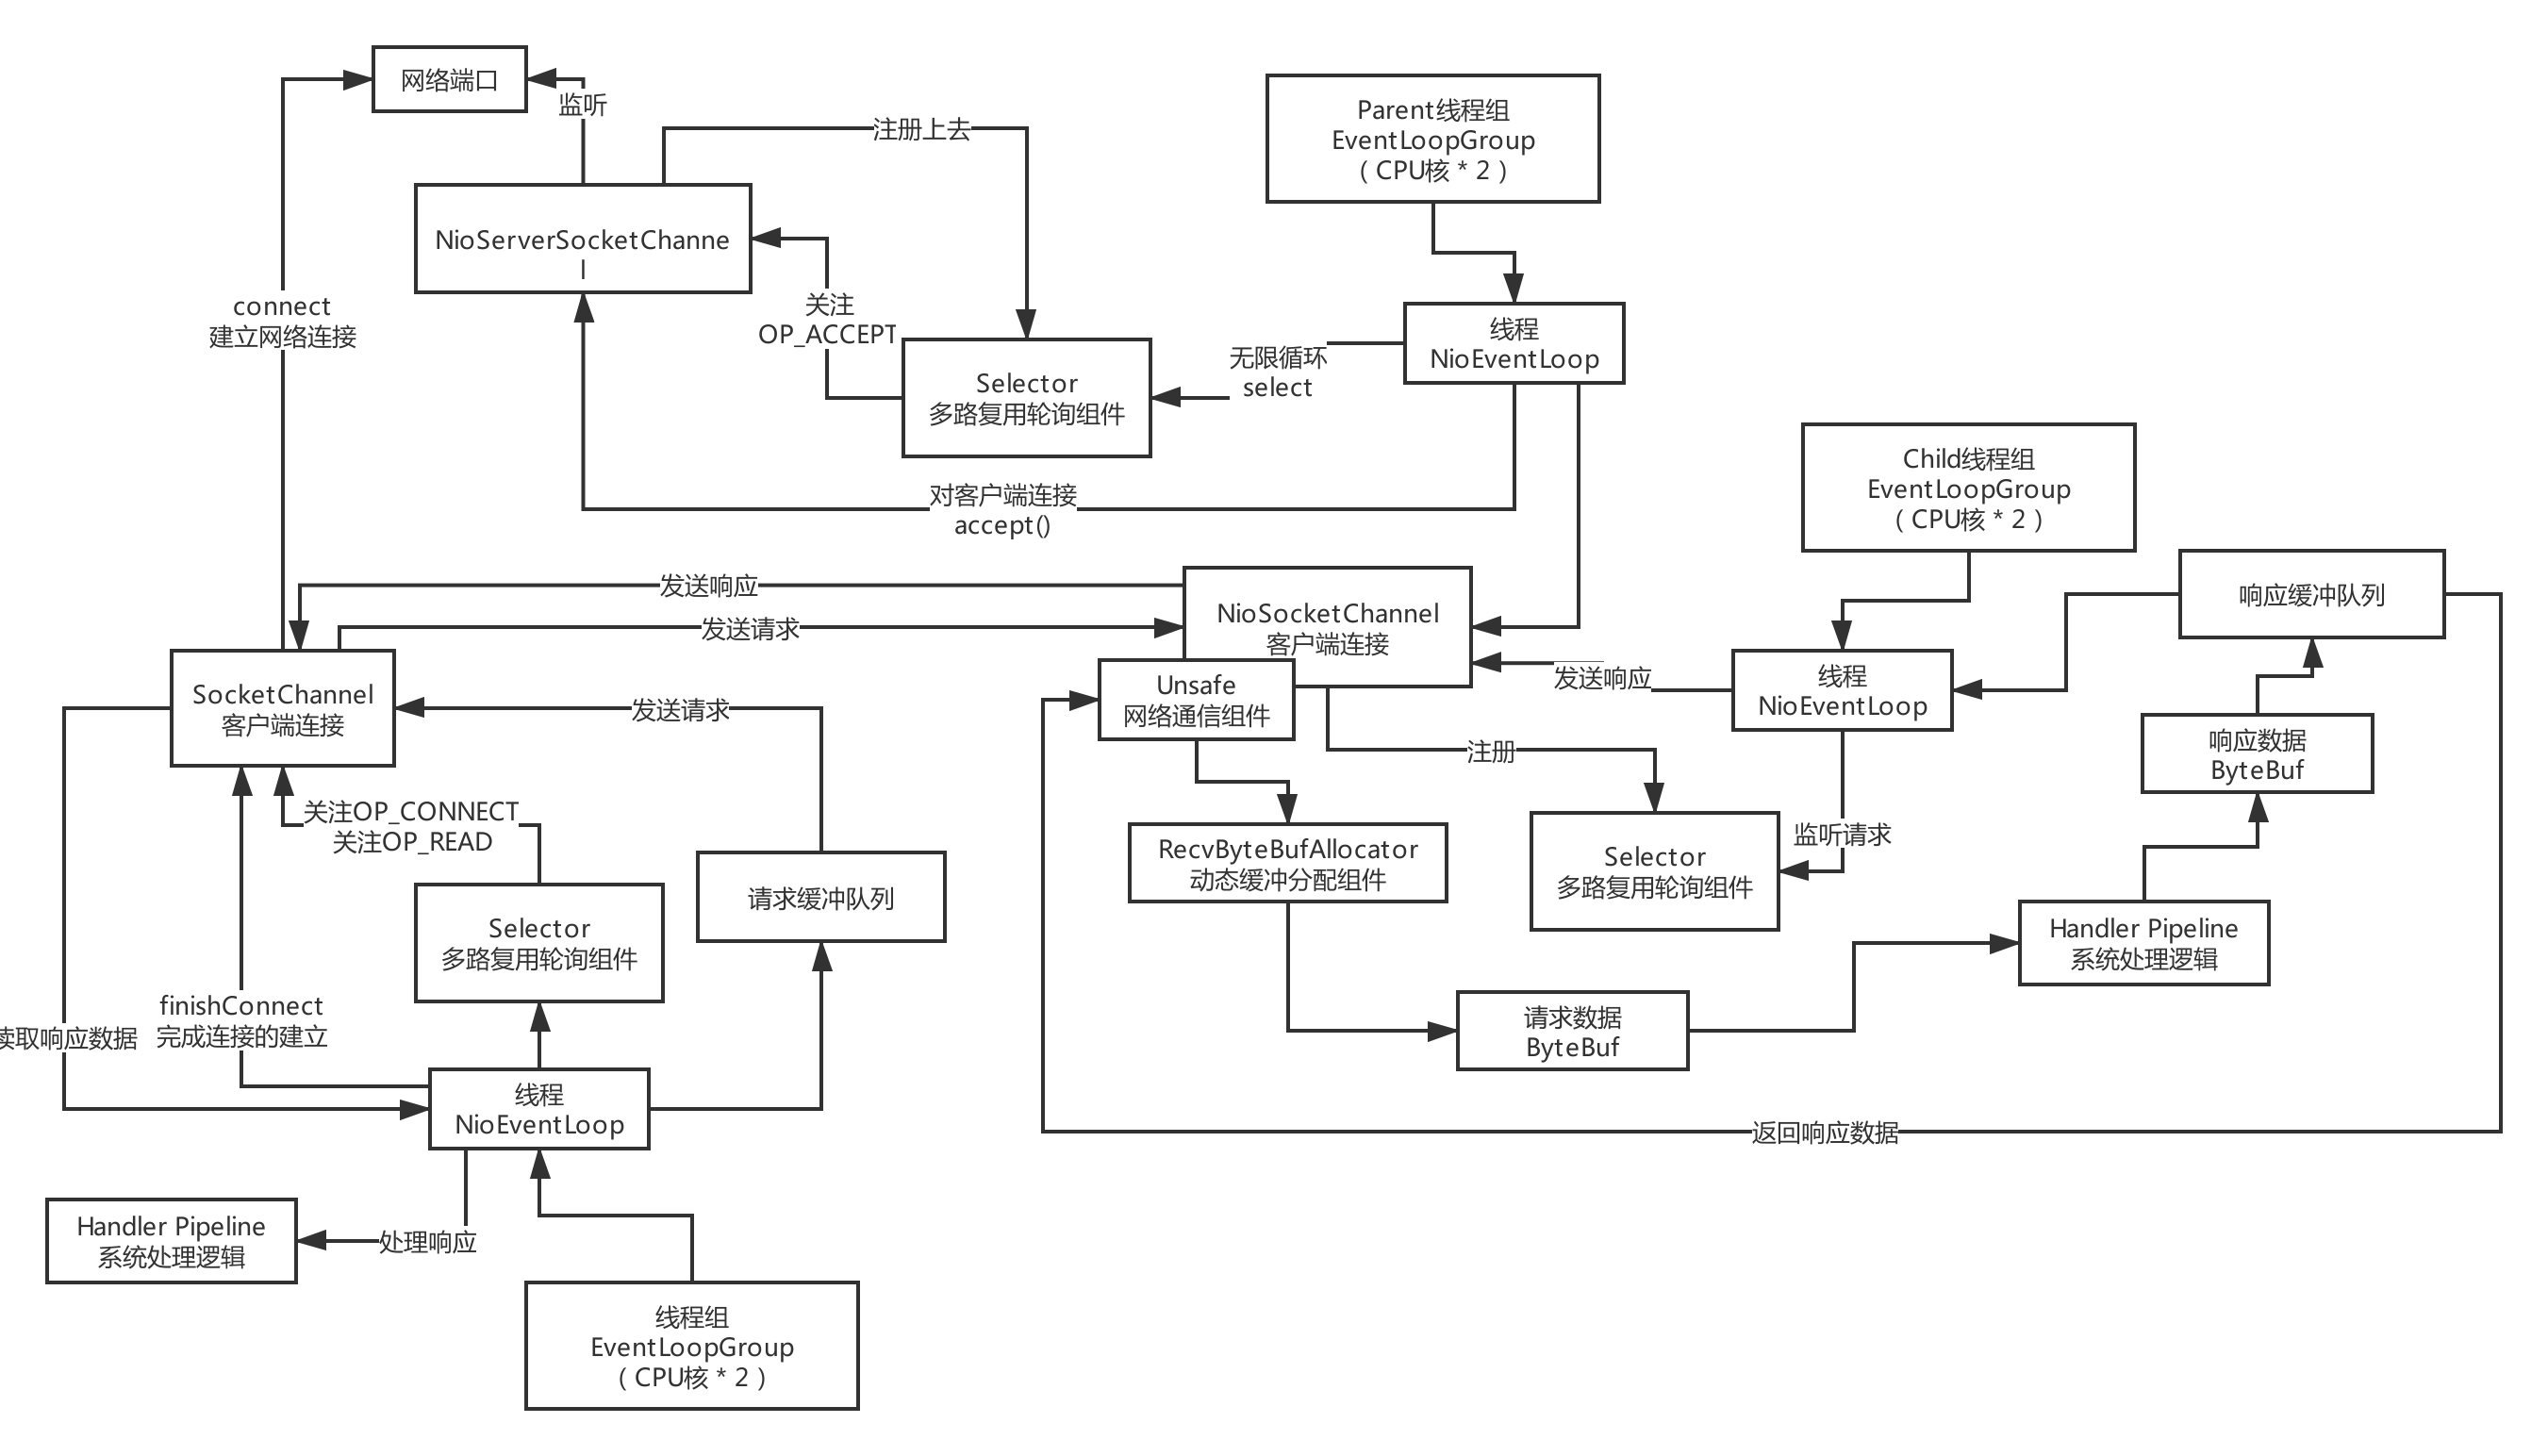 网络端口
监听
注册上去
Parent线程组
EventLoopGroup
（ CPU核 * 2 ）
NioServerSocketChanne
l
connect
建立网络连接
关注
OP_ACCEPT
无限循环
select
线程
NioEventLoop
Selector
多路复用轮询组件
对客户端连接
accept()
Child线程组
EventLoopGroup
（ CPU核 * 2 ）
发送响应
发送请求
NioSocketChannel
客户端连接
响应缓冲队列
SocketChannel
客户端连接
发送请求
Unsafe
网络通信组件
发送响应
线程
NioEventLoop
注册
响应数据
ByteBuf
关注OP_CONNECT
关注OP_READ
请求缓冲队列
RecvByteBufAllocator
动态缓冲分配组件
Selector
多路复用轮询组件
监听请求
Selector
多路复用轮询组件
Handler Pipeline
系统处理逻辑
读取响应数据
finishConnect
完成连接的建立
请求数据
ByteBuf
线程
NioEventLoop
返回响应数据
Handler Pipeline
系统处理逻辑
处理响应
线程组
EventLoopGroup
（ CPU核 * 2 ）